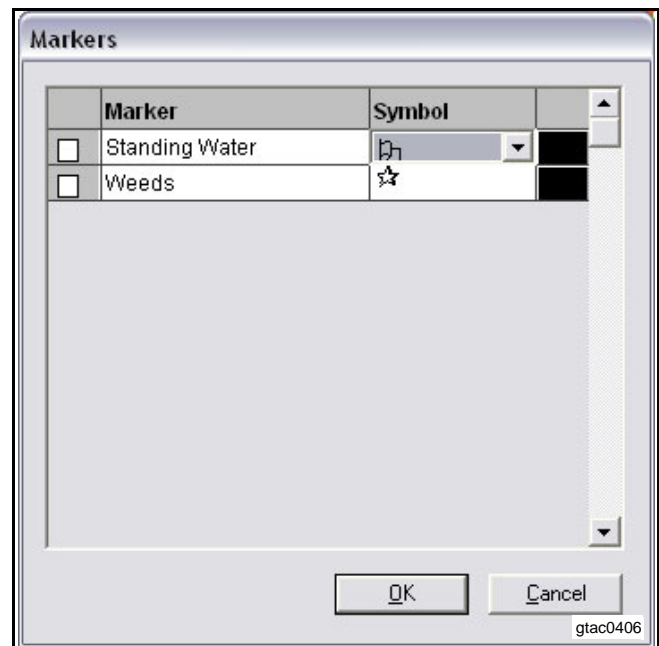 Markers
Marker Symbol
Standing Water
Weeds
OK Cancel
gtac0406